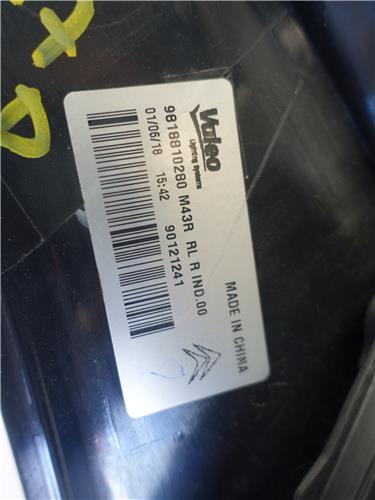 Valeo
Lighting Systems
9818810280 M43R RL R IND.00
01/06/18 15:42 90121241
MADE IN CHINA